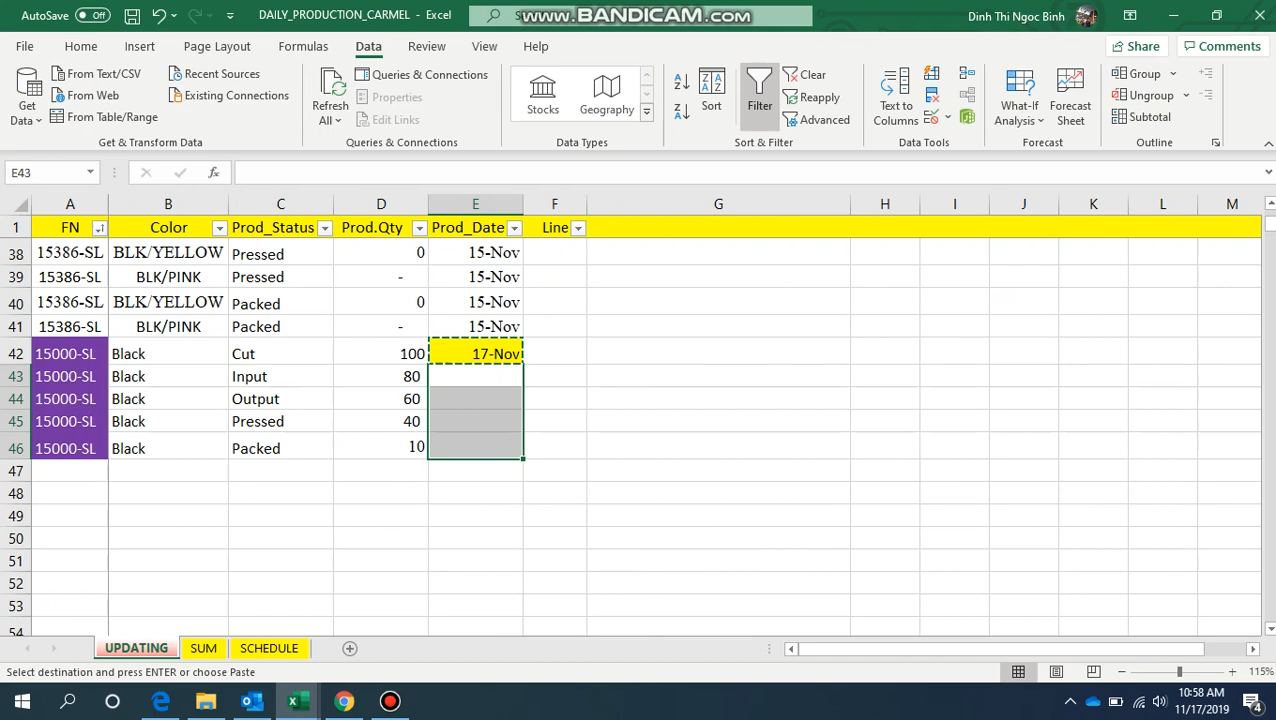 AutoSave Off DAILY_PRODUCTION_CARMEL - Excel www.BANDICAM.com Dinh Thi Ngoc Binh
File Home Insert Page Layout Formulas Data Review View Help Share Comments
Get Data
From Text/CSV
From Web
From Table/Range
Recent Sources
Existing Connections
Get & Transform Data
Refresh All
Queries & Connections
Properties
Edit Links
Queries & Connections
Stocks Geography
Data Types
Sort
Filter
Clear
Reapply
Advanced
Sort & Filter
Text to Columns
Data Tools
What-If Analysis
Forecast Sheet
Forecast
Group
Ungroup
Subtotal
Outline
E43 fx
A B C D E F G H I J K L M
1 FN Color Prod_Status Prod.Qty Prod_Date Line
38 15386-SL BLK/YELLOW Pressed 0 15-Nov
39 15386-SL BLK/PINK Pressed - 15-Nov
40 15386-SL BLK/YELLOW Packed 0 15-Nov
41 15386-SL BLK/PINK Packed - 15-Nov
42 15000-SL Black Cut 100 17-Nov
43 15000-SL Black Input 80
44 15000-SL Black Output 60
45 15000-SL Black Pressed 40
46 15000-SL Black Packed 10
47
48
49
50
51
52
53
54
UPDATING SUM SCHEDULE
Select destination and press ENTER or choose Paste 115%
10:58 AM
11/17/2019
4